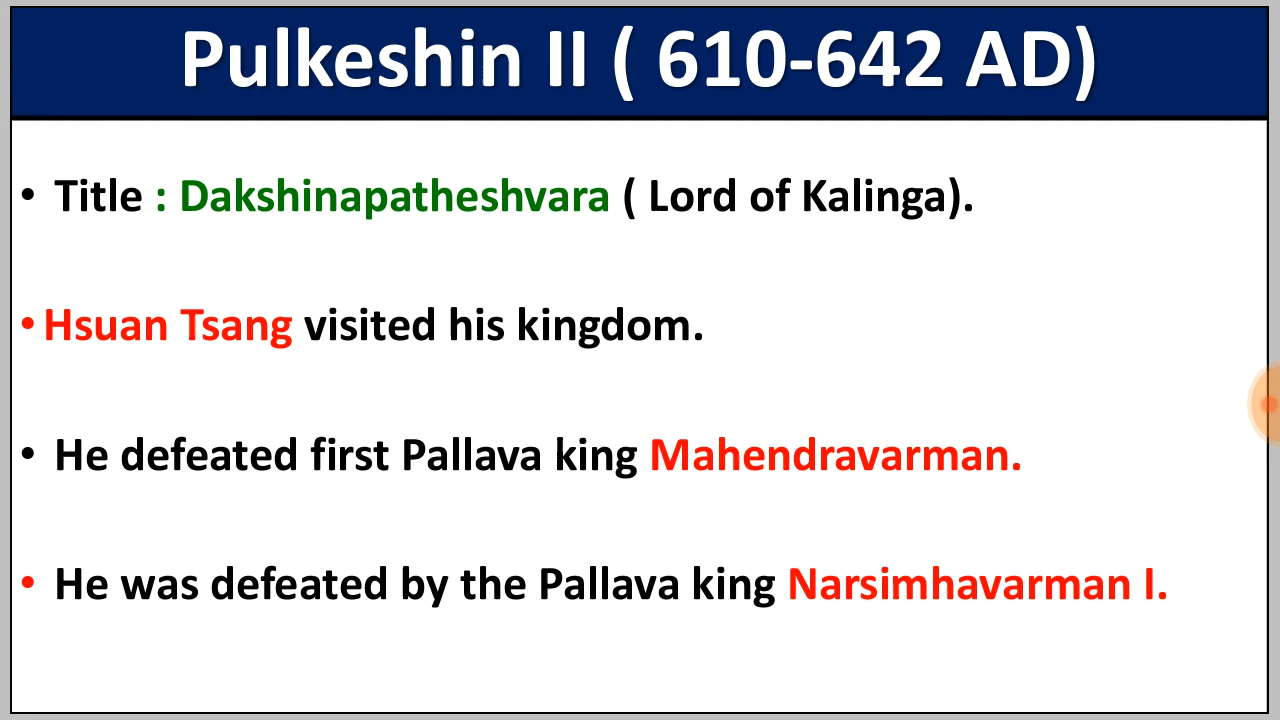 Pulkeshin II ( 610-642 AD)
• Title : Dakshinapatheshvara ( Lord of Kalinga).
• Hsuan Tsang visited his kingdom.
• He defeated first Pallava king Mahendravarman.
• He was defeated by the Pallava king Narsimhavarman I.